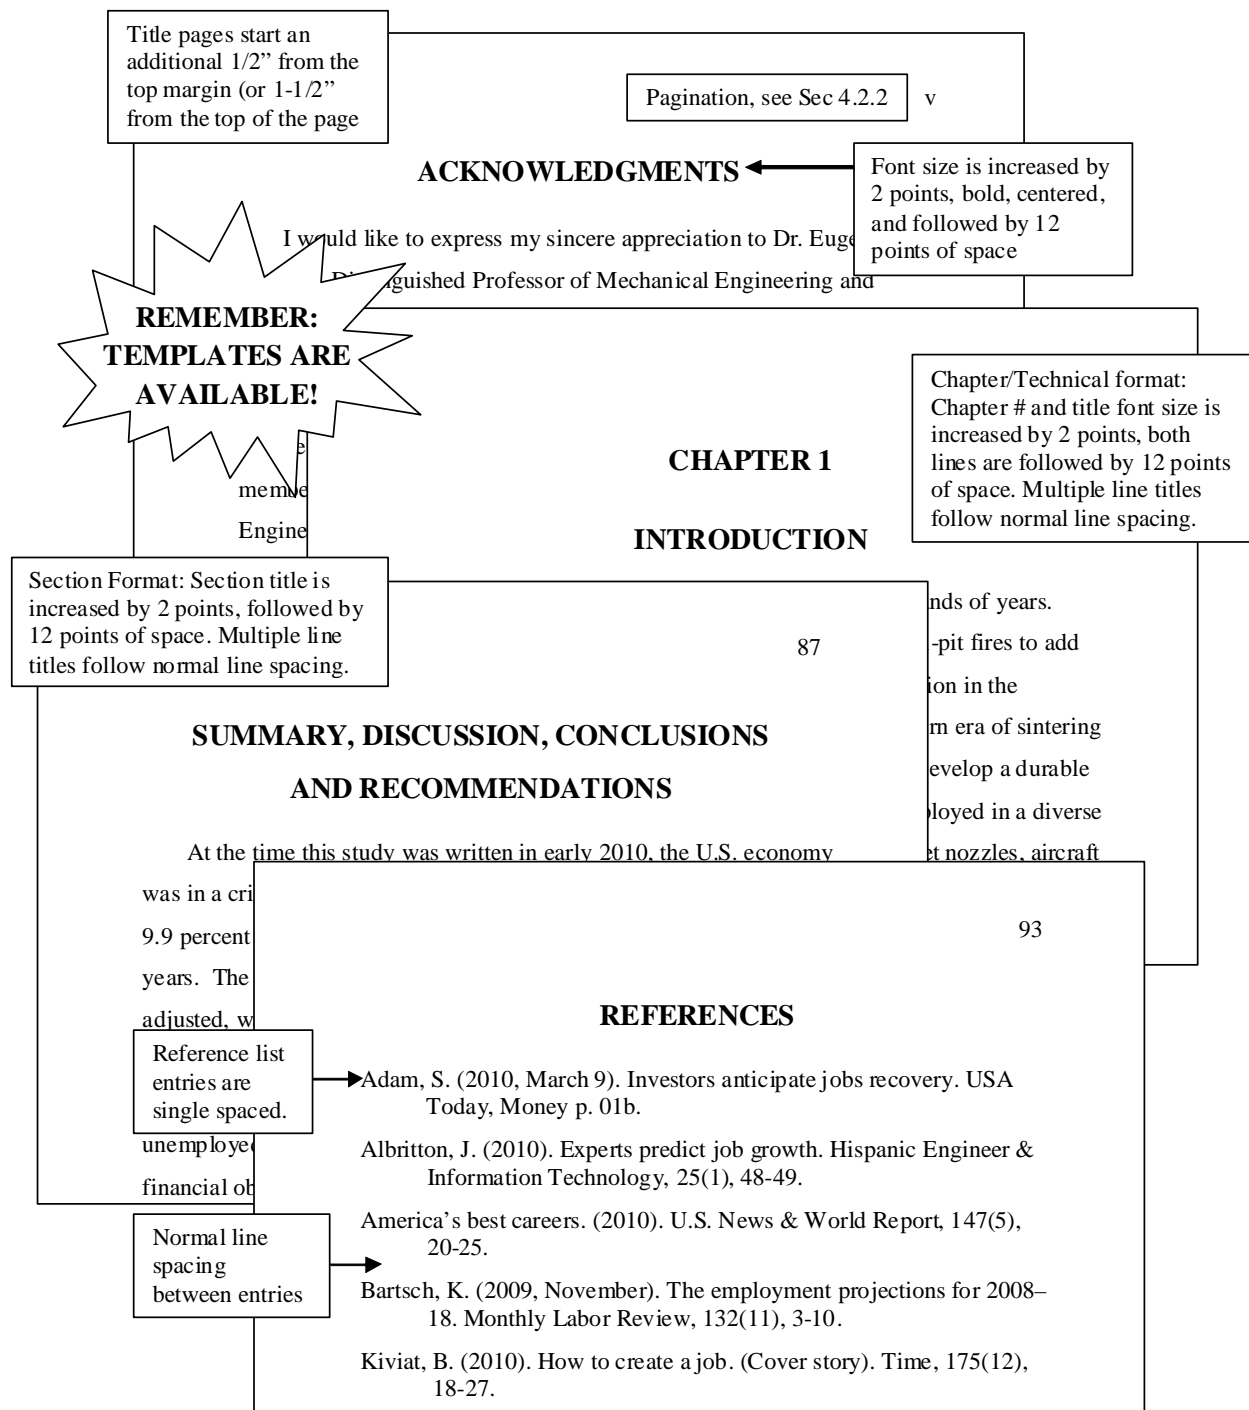 Title pages start an
additional 1/2” from the
top margin (or 1-1/2”
from the top of the page
Pagination, see Sec 4.2.2
v
ACKNOWLEDGMENTS
Font size is increased by
2 points, bold, centered,
and followed by 12
points of space
I would like to express my sincere appreciation to Dr.
guished Professor of Mechanical Engineering and
REMEMBER:
TEMPLATES ARE
AVAILABLE!
Chapter/Technical format:
Chapter # and title font size is
increased by 2 points, both
lines are followed by 12 points
of space. Multiple line titles
follow normal line spacing.
CHAPTER 1
INTRODUCTION
membe
Engine
Section Format: Section title is
increased by 2 points, followed by
12 points of space. Multiple line
titles follow normal line spacing.
nds of years.
-pit fires to add
ion in the
rn era of sintering
evelop a durable
loyed in a diverse
et nozzles, aircraft
87
SUMMARY, DISCUSSION, CONCLUSIONS
AND RECOMMENDATIONS
At the time this study was written in early 2010, the U.S. economy
was in a cri
9.9 percent
years. The
adjusted, w
unemploye
financial ob
93
REFERENCES
Reference list
entries are
single spaced.
Adam, S. (2010, March 9). Investors anticipate jobs recovery. USA
Today, Money p. 01b.
Albritton, J. (2010). Experts predict job growth. Hispanic Engineer &
Information Technology, 25(1), 48-49.
America’s best careers. (2010). U.S. News & World Report, 147(5),
20-25.
Normal line
spacing
between entries
Bartsch, K. (2009, November). The employment projections for 2008–
18. Monthly Labor Review, 132(11), 3-10.
Kiviat, B. (2010). How to create a job. (Cover story). Time, 175(12),
18-27.